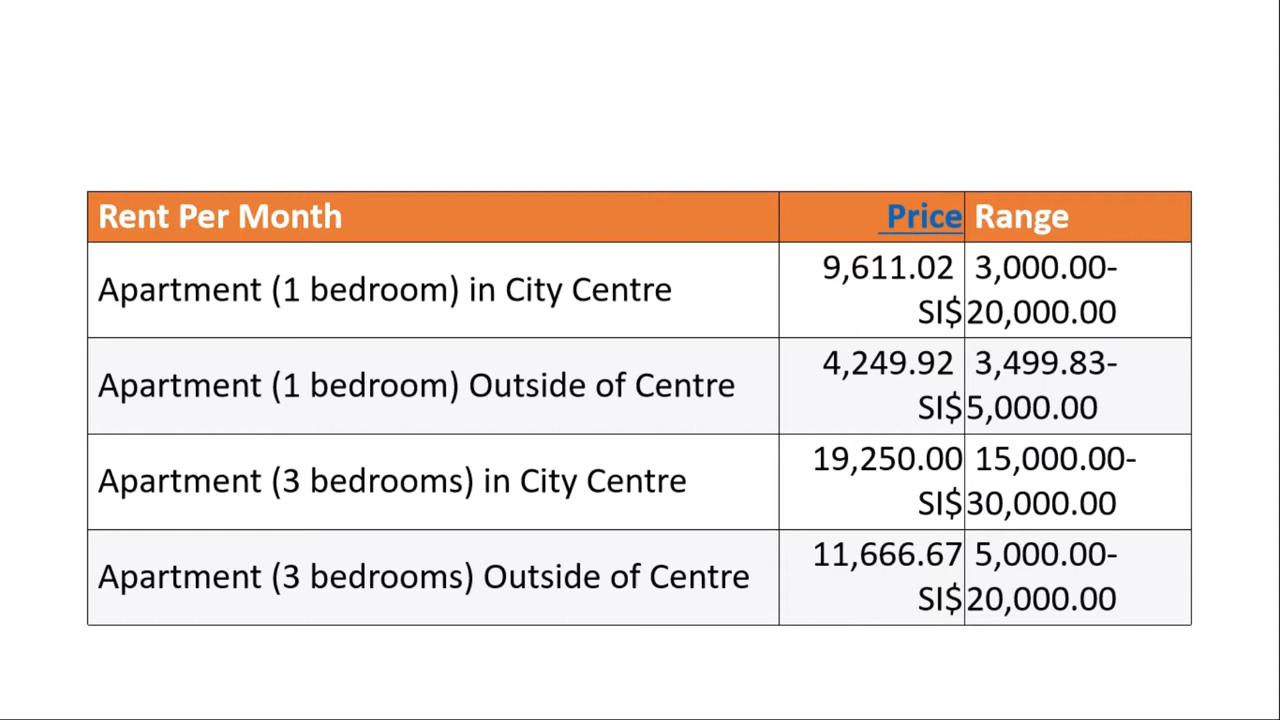 Rent Per Month Price Range
Apartment (1 bedroom) in City Centre 9,611.02 3,000.00-
SI$ 20,000.00
Apartment (1 bedroom) Outside of Centre 4,249.92 3,499.83-
SI$ 5,000.00
Apartment (3 bedrooms) in City Centre 19,250.00 15,000.00-
SI$ 30,000.00
Apartment (3 bedrooms) Outside of Centre 11,666.67 5,000.00-
SI$ 20,000.00